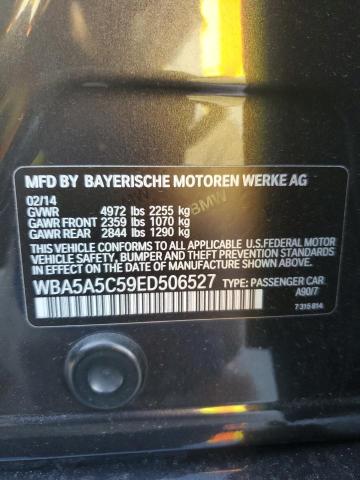 MFD BY BAYERISCHE MOTOREN WERKE AG
02/14
GVWR 4972 lbs 2255 kg
GAWR FRONT 2359 lbs 1070 kg
GAWR REAR 2844 lbs 1290 kg
BMW
THIS CAR CONFORMS TO ALL APPLICABLE U.S.FEDERAL MOTOR
VEHICLE SAFETY, BUMPER AND THEFT PREVENTION STANDARDS
IN EFFECT ON THE DATE OF MANUFACTURE SHOWN ABOVE.
WBA5A5C59ED506527 TYPE: PASSENGER CAR
A90/7
7 315 814